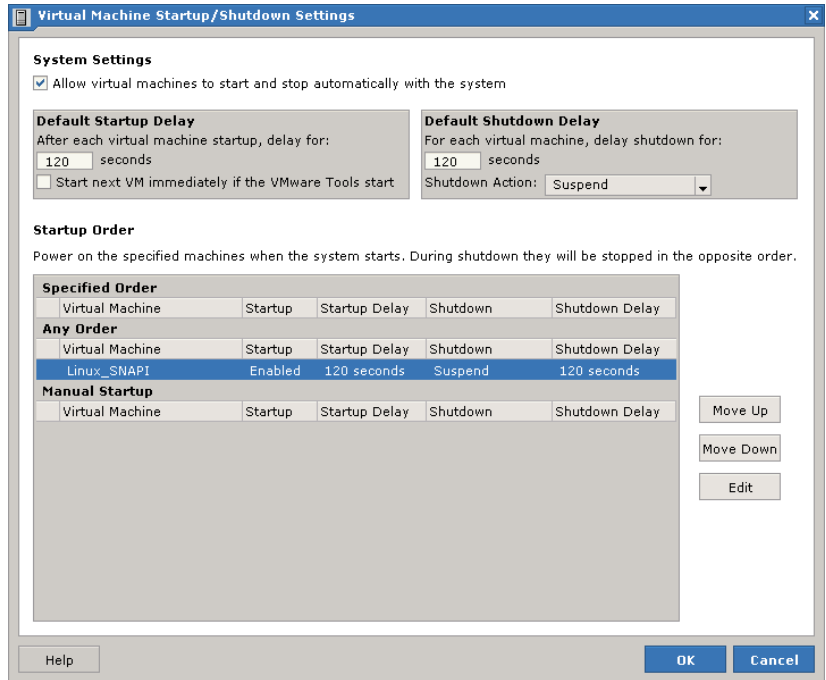 Virtual Machine Startup/Shutdown Settings
System Settings
Allow virtual machines to start and stop automatically with the system
Default Startup Delay
After each virtual machine startup, delay for:
120 seconds
Start next VM immediately if the VMware Tools start
Default Shutdown Delay
For each virtual machine, delay shutdown for:
120 seconds
Shutdown Action: Suspend
Startup Order
Power on the specified machines when the system starts. During shutdown they will be stopped in the opposite order.
Specified Order
Virtual Machine Startup Startup Delay Shutdown Shutdown Delay
Any Order
Virtual Machine Startup Startup Delay Shutdown Shutdown Delay
Linux_SNAPI Enabled 120 seconds Suspend 120 seconds
Manual Startup
Virtual Machine Startup Startup Delay Shutdown Shutdown Delay
Move Up
Move Down
Edit
Help
OK
Cancel